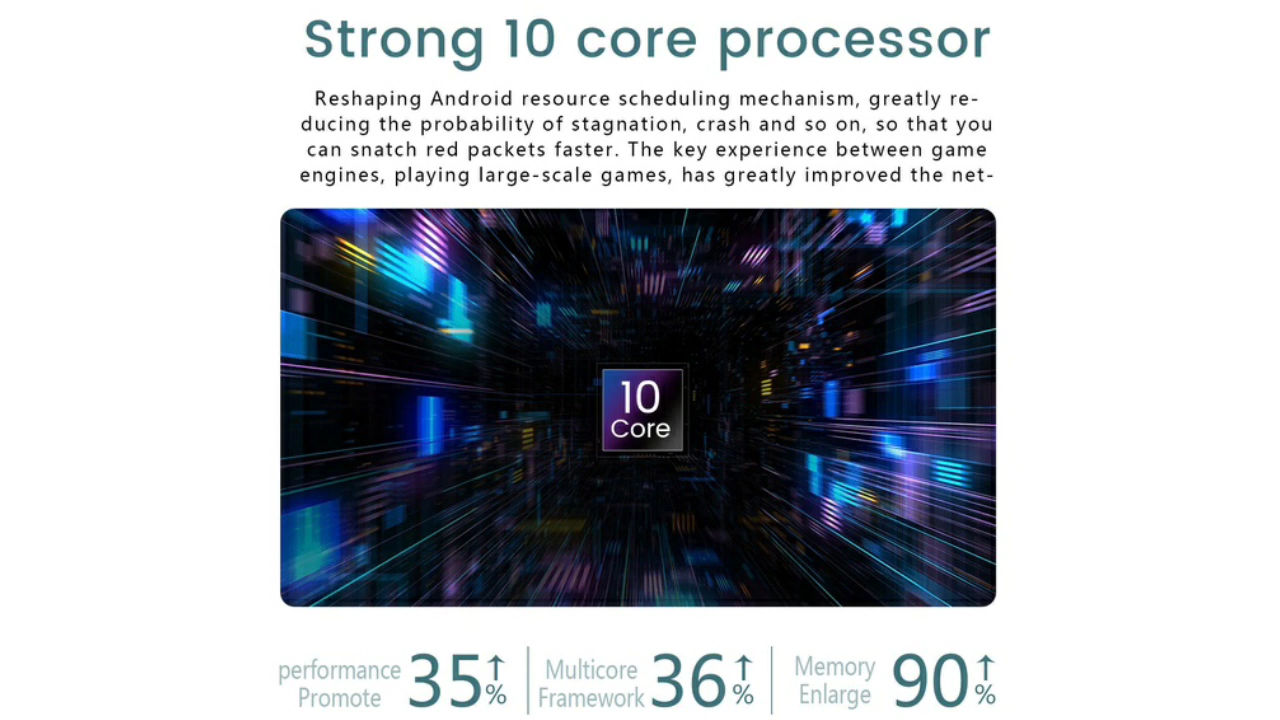 Strong 10 core processor
Reshaping Android resource scheduling mechanism, greatly re-
ducing the probability of stagnation, crash and so on, so that you
can snatch red packets faster. The key experience between game
engines, playing large-scale games, has greatly improved the net-
10
Core
performance
Promote
35%↑
Multicore
Framework
36%↑
Memory
Enlarge
90%↑